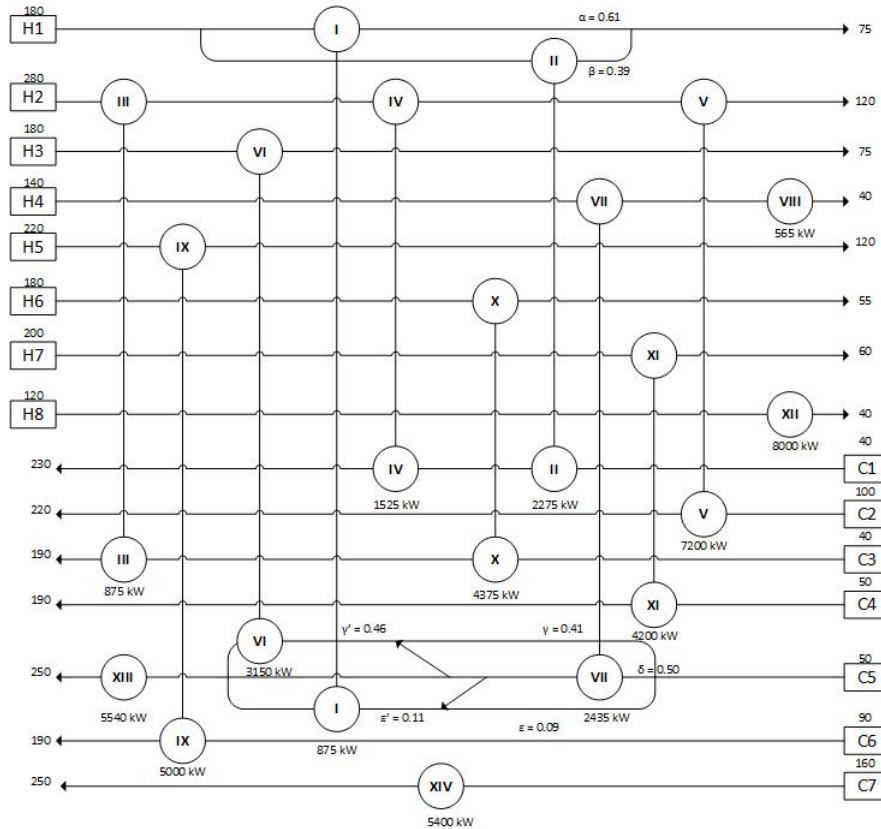 180
H1
I
α = 0.61
75
II
β = 0.39
280
H2
III
IV
V
120
180
H3
VI
75
140
H4
VII
VIII
40
565 kW
220
H5
IX
120
180
H6
X
55
200
H7
XI
60
120
H8
XII
40
8000 kW
40
230
IV
II
C1
1525 kW
2275 kW
100
220
V
C2
7200 kW
40
190
III
X
C3
875 kW
4375 kW
50
190
XI
C4
4200 kW
VI
γ' = 0.46
γ = 0.41
3150 kW
50
250
XIII
VII
δ = 0.50
C5
5540 kW
2435 kW
I
ε' = 0.11
ε = 0.09
875 kW
90
190
IX
C6
5000 kW
160
250
XIV
C7
5400 kW